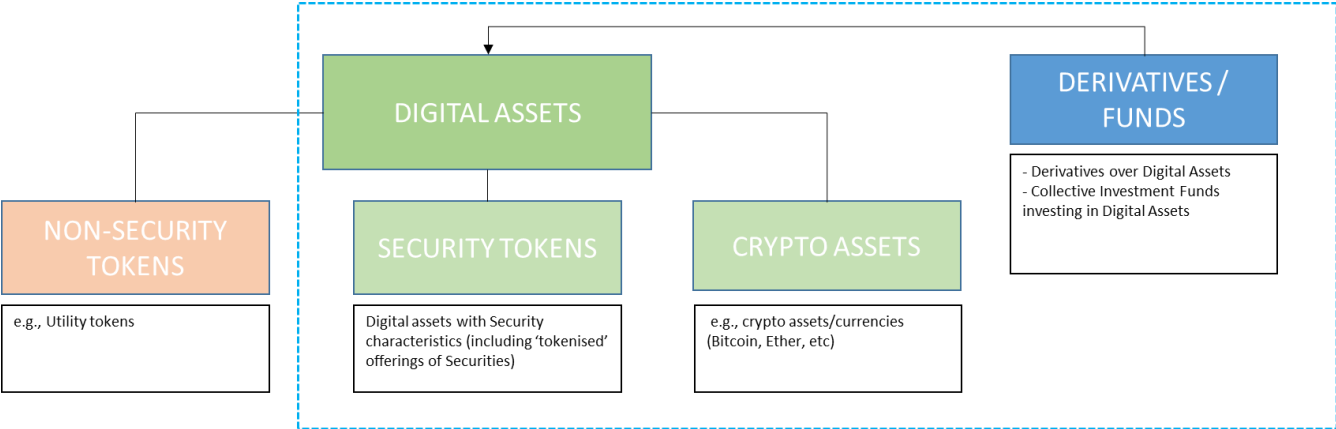 DIGITAL ASSETS
DERIVATIVES /
FUNDS
- Derivatives over Digital Assets
- Collective Investment Funds
investing in Digital Assets
NON-SECURITY
TOKENS
SECURITY TOKENS
CRYPTO ASSETS
e.g., Utility tokens
Digital assets with Security
characteristics (including ‘tokenised’
offerings of Securities)
e.g., crypto assets/currencies
(Bitcoin, Ether, etc)